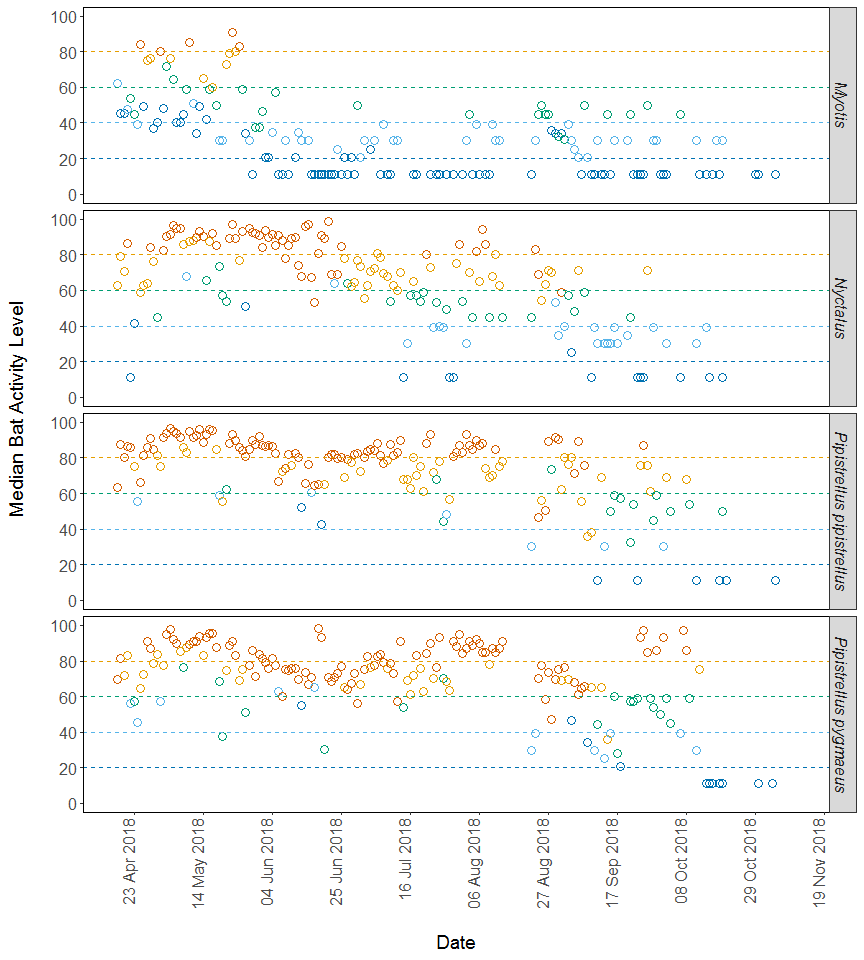 100
80
60
40
20
0
Myotis
100
80
60
40
20
0
Nyctalus
100
80
60
40
20
0
Pipistrellus pipistrellus
100
80
60
40
20
0
Pipistrellus pygmaeus
Median Bat Activity Level
23 Apr 2018
14 May 2018
04 Jun 2018
25 Jun 2018
16 Jul 2018
06 Aug 2018
27 Aug 2018
17 Sep 2018
08 Oct 2018
29 Oct 2018
19 Nov 2018
Date